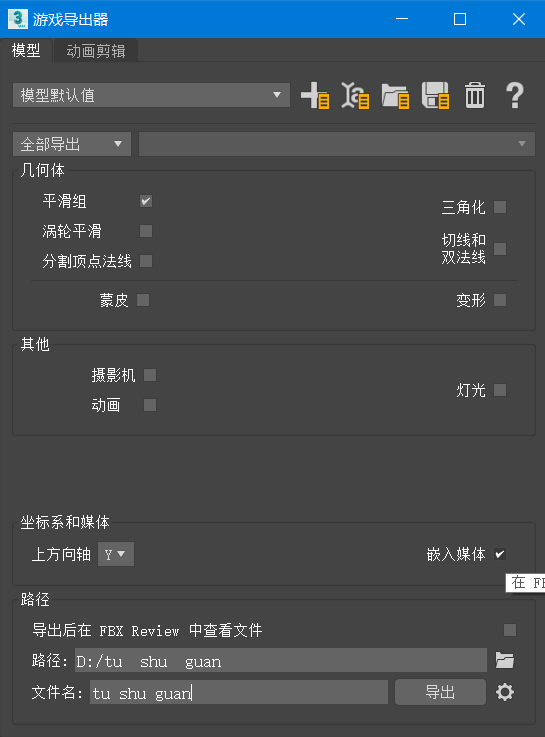 游戏导出器
模型 动画剪辑
模型默认值
全部导出
几何体
平滑组
三角化
涡轮平滑
切线和
双法线
分割顶点法线
蒙皮 变形
其他
摄影机
灯光
动画
坐标系和媒体
上方向轴 Y 嵌入媒体
在 FB
路径
导出后在 FBX Review 中查看文件
路径: D:/tu shu guan
文件名: tu shu guan 导出